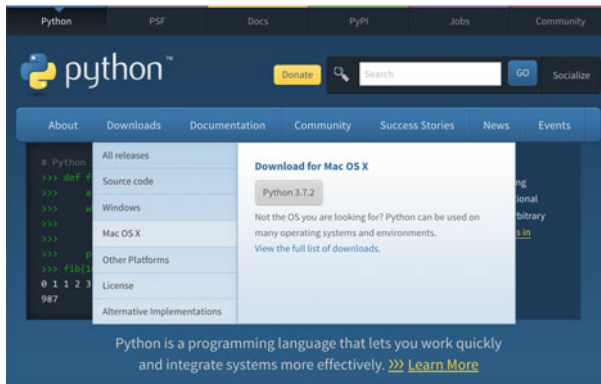 Python
PSF
Docs
PyPI
Jobs
Community
python™
Donate
Search
GO
Socialize
About
Downloads
Documentation
Community
Success Stories
News
Events
# Python
>>> def f
>>> a
>>> w
>>>
>>>
>>> p
>>> fib(1
0 1 1 2 3
987
All releases
Source code
Windows
Mac OS X
Other Platforms
License
Alternative Implementations
Download for Mac OS X
Python 3.7.2
Not the OS you are looking for? Python can be used on
many operating systems and environments.
View the full list of downloads.
ng
ional
bitrary
s in
Python is a programming language that lets you work quickly
and integrate systems more effectively. >>> Learn More